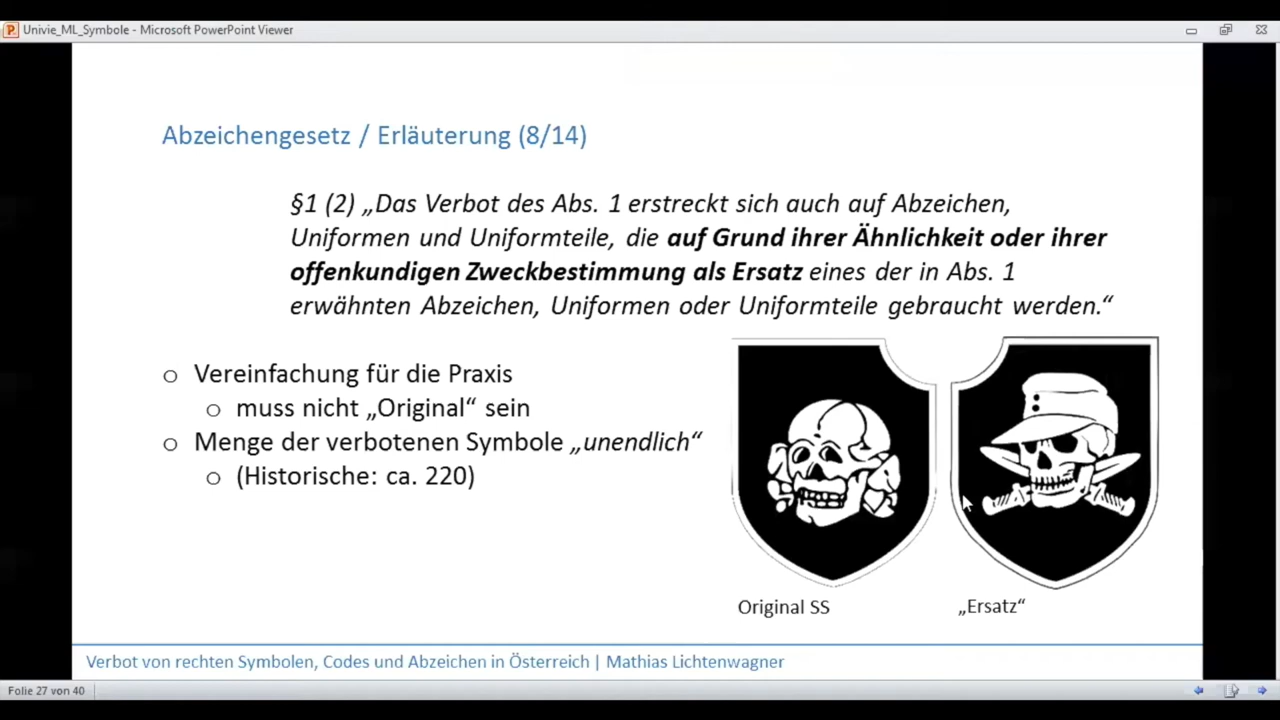 Univie_ML_Symbole - Microsoft PowerPoint Viewer
Abzeichengesetz / Erläuterung (8/14)
§1 (2) „Das Verbot des Abs. 1 erstreckt sich auch auf Abzeichen,
Uniformen und Uniformteile, die auf Grund ihrer Ähnlichkeit oder ihrer
offenkundigen Zweckbestimmung als Ersatz eines der in Abs. 1
erwähnten Abzeichen, Uniformen oder Uniformteile gebraucht werden.“
o Vereinfachung für die Praxis
o muss nicht „Original“ sein
o Menge der verbotenen Symbole „unendlich“
o (Historische: ca. 220)
Original SS
„Ersatz“
Verbot von rechten Symbolen, Codes und Abzeichen in Österreich | Mathias Lichtenwagner
Folie 27 von 40